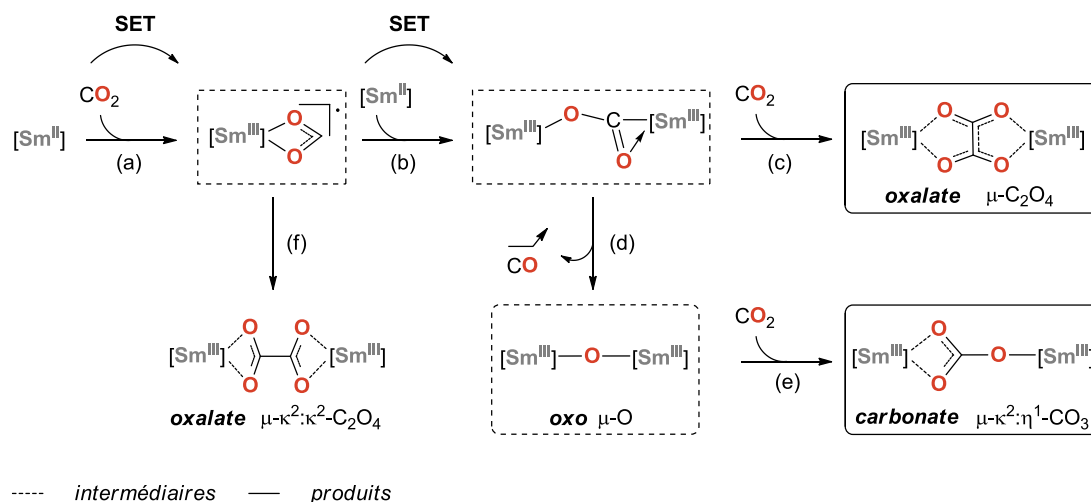 SET SET
CO2 [SmII] CO2
[SmII] [SmIII] O O C ]• [SmIII] O C O [SmIII] [SmIII] O O O O [SmIII]
(a) (b) (c)
oxalate μ-C2O4
(f) CO (d)
CO2
[SmIII] O O O O [SmIII] [SmIII] O [SmIII] [SmIII] O O O [SmIII]
(e)
oxalate μ-κ2:κ2-C2O4 oxo μ-O carbonate μ-κ2:η1-CO3
intermédiaires produits